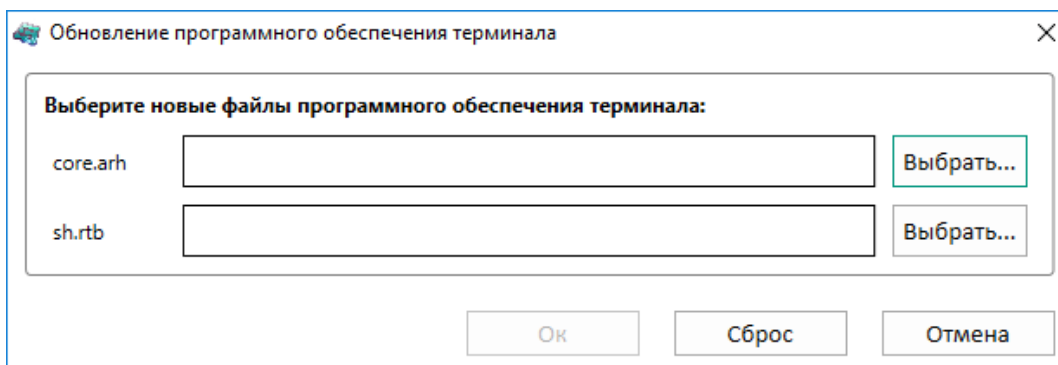 Обновление программного обеспечения терминала
Выберите новые файлы программного обеспечения терминала:
core.arh Выбрать...
sh.rtb Выбрать...
Ок Сброс Отмена